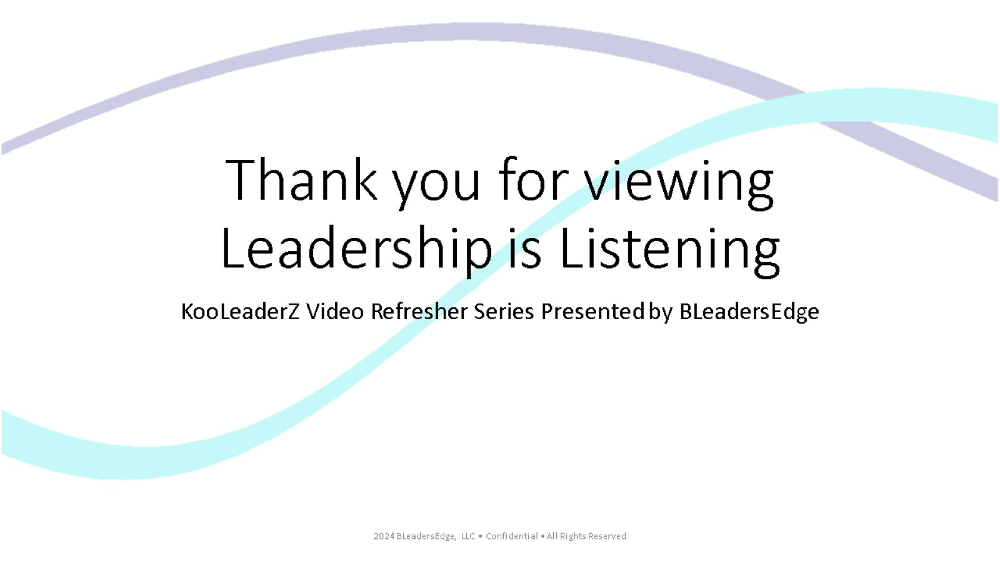 Thank you for viewing
Leadership is Listening
KooLeaderZ Video Refresher Series Presented by BLeadersEdge
2024 BLeadersEdge, LLC • Confidential • All Rights Reserved